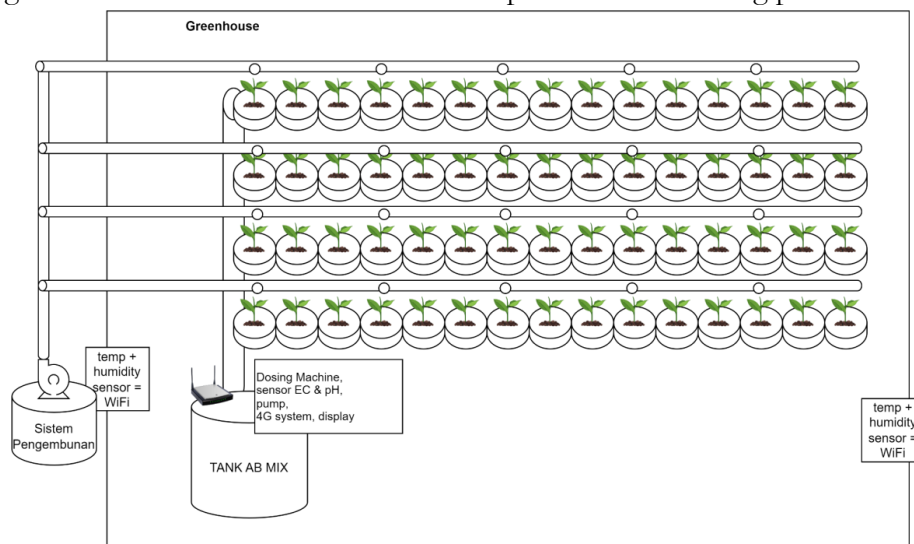 Greenhouse
temp +
humidity
sensor =
WiFi
Dosing Machine,
sensor EC & pH,
pump,
4G system, display
Sistem
Pengembunan
TANK AB MIX
temp +
humidity
sensor =
WiFi